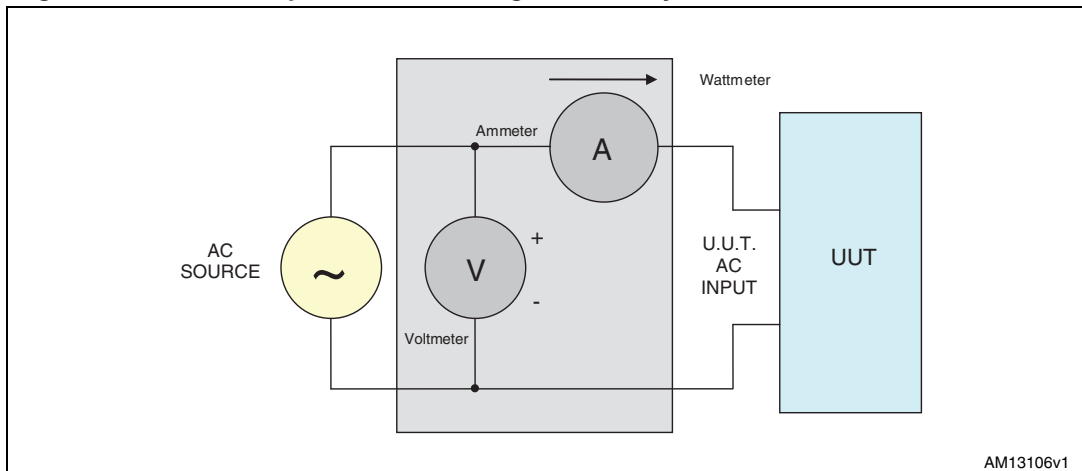 Wattmeter
Ammeter
A
AC
SOURCE
~
V
+
-
Voltmeter
U.U.T.
AC
INPUT
UUT
AM13106v1